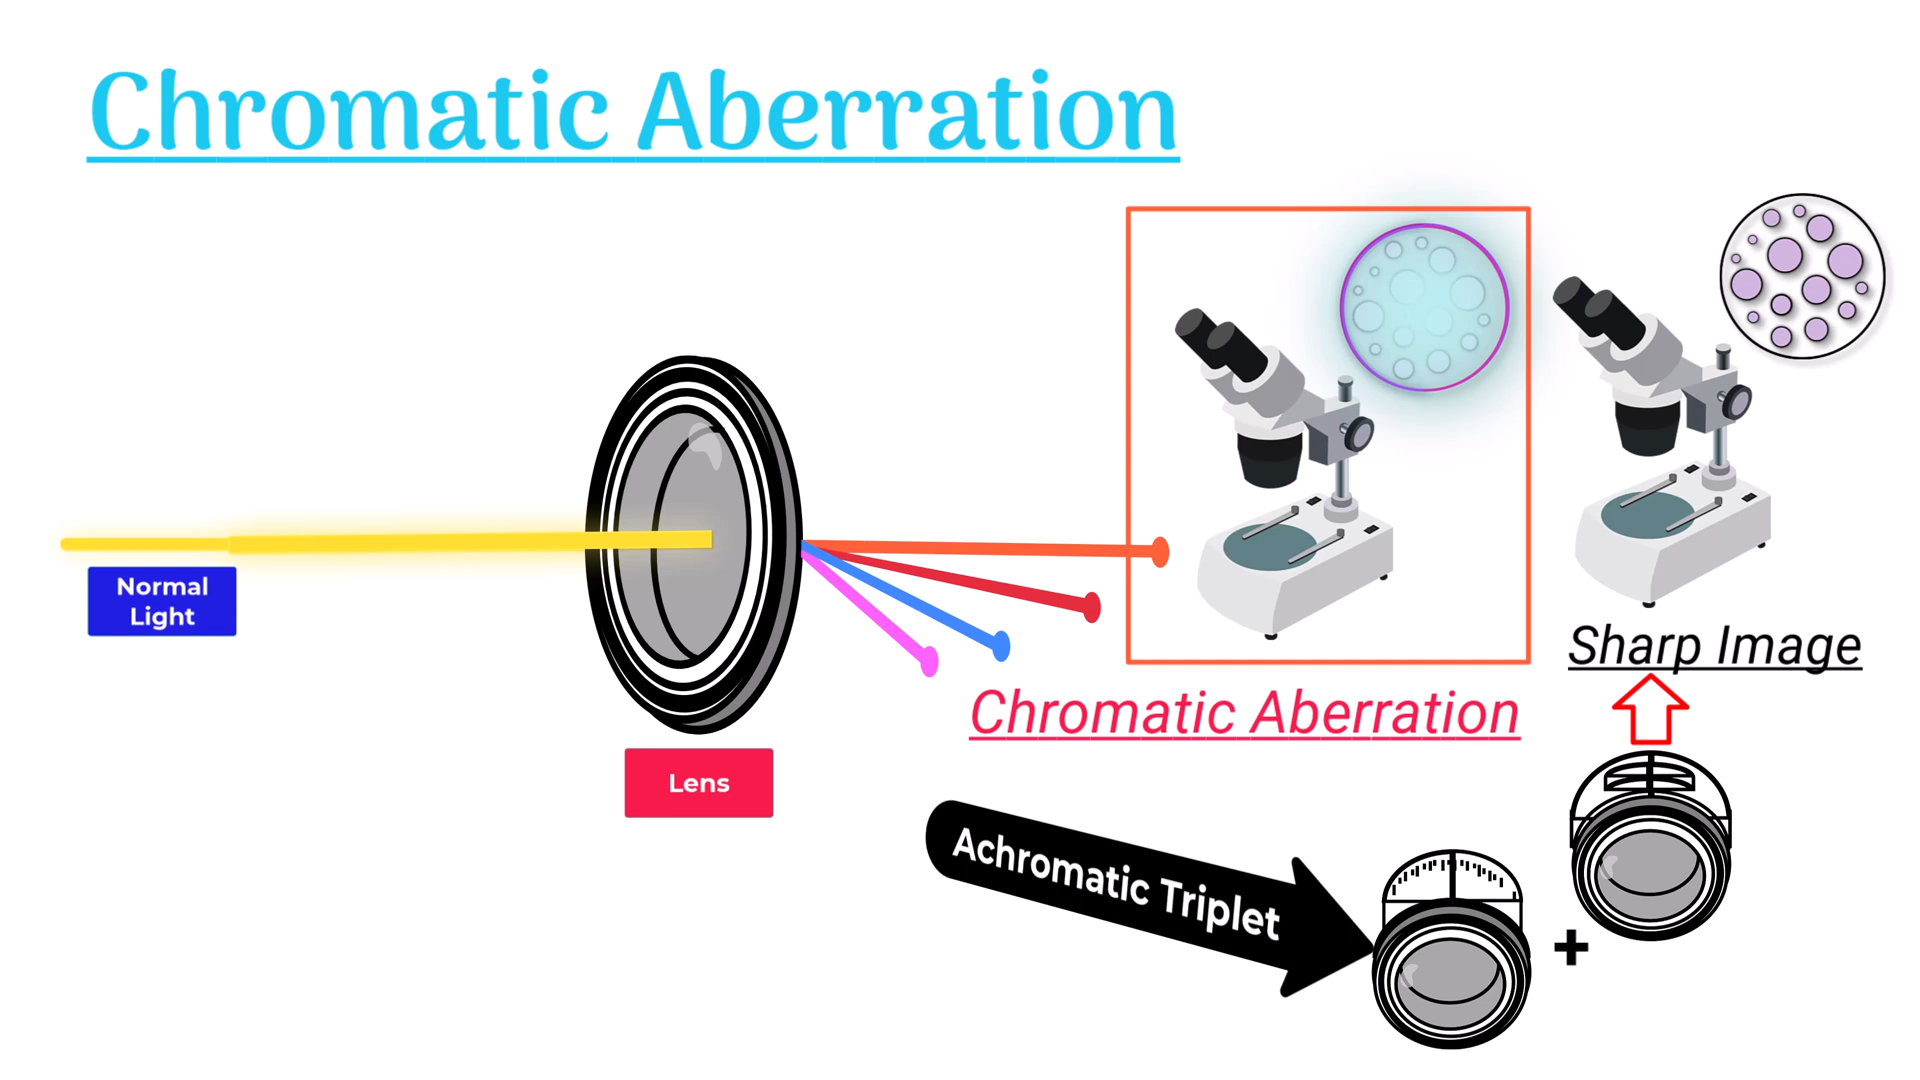 Chromatic Aberration
Normal
Light
Lens
Chromatic Aberration
Sharp Image
Achromatic Triplet
+